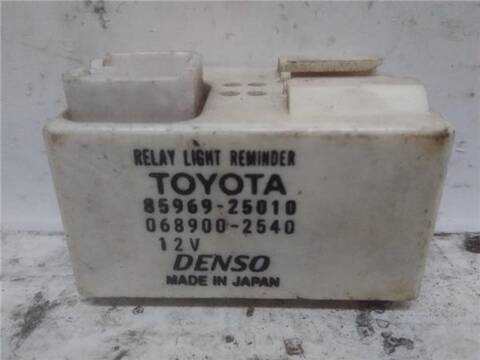 RELAY LIGHT REMINDER
TOYOTA
85969-25010
068900-2540
12V
DENSO
MADE IN JAPAN